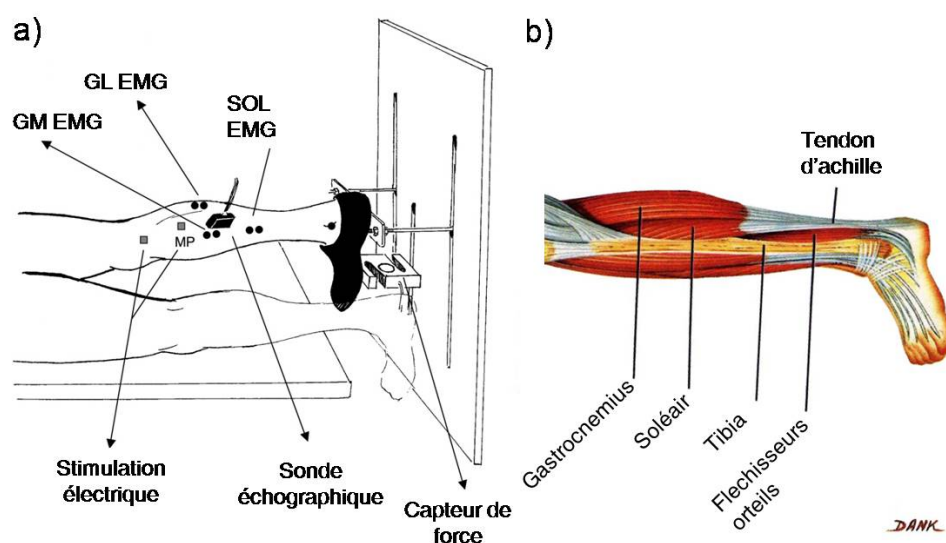 a)
GL EMG
GM EMG
SOL
EMG
MP
Stimulation
électrique
Sonde
échographique
Capteur de
force
b)
Tendon
d'achille
Gastrocnemius
Soléair
Tibia
Flechisseurs
orteils
DANK